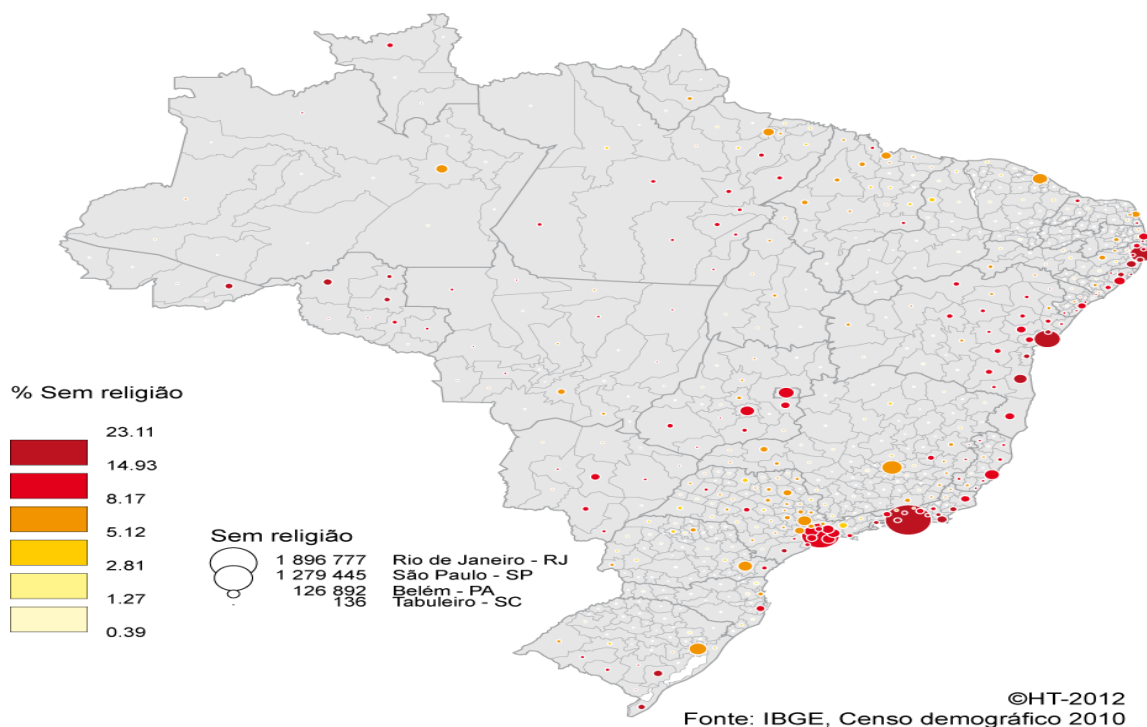 % Sem religião
23.11
14.93
8.17
5.12
2.81
1.27
0.39
Sem religião
1 896 777 Rio de Janeiro - RJ
1 279 445 São Paulo - SP
126 892 Belém - PA
136 Tabuleiro - SC
©HT-2012
Fonte: IBGE, Censo demográfico 2010